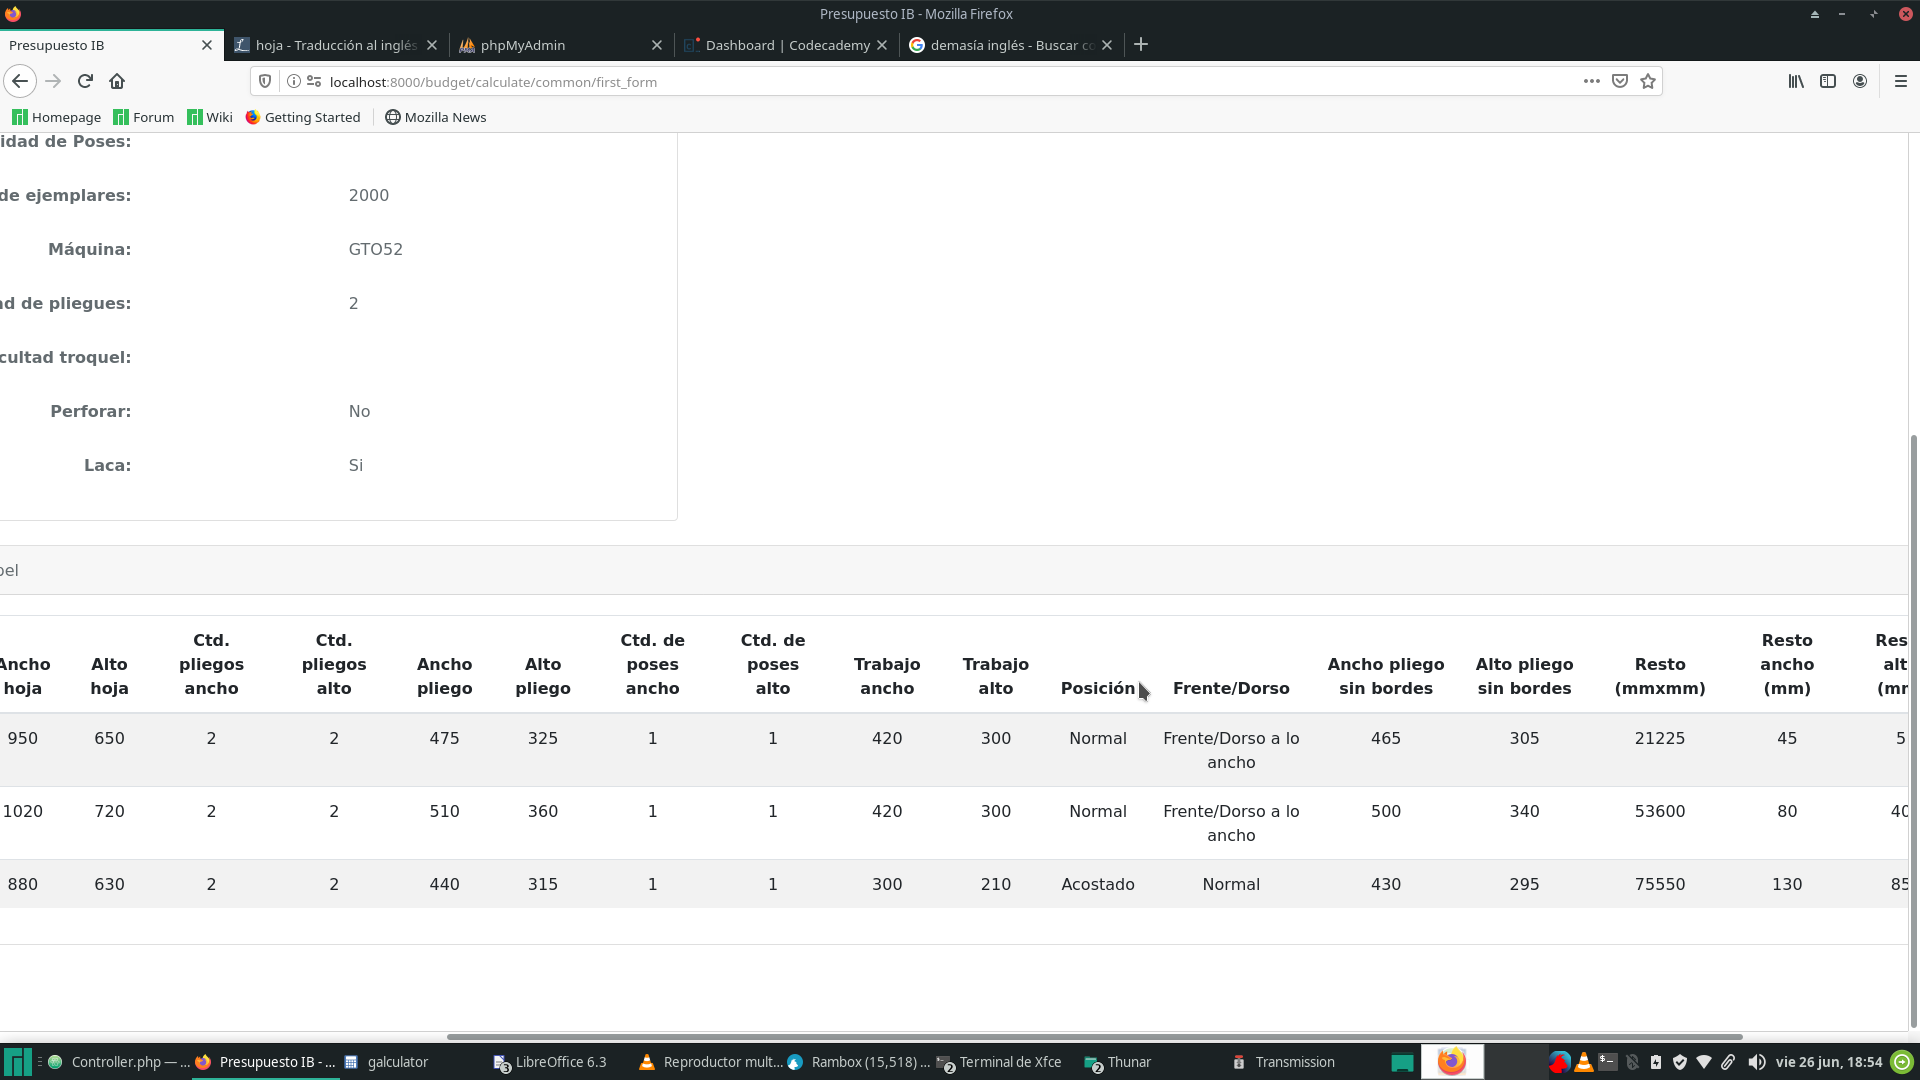 Presupuesto IB - Mozilla Firefox
Presupuesto IB
hoja - Traducción al inglés
phpMyAdmin
Dashboard | Codecademy
demasía inglés - Buscar co
localhost:8000/budget/calculate/common/first_form
Homepage Forum Wiki Getting Started Mozilla News
idad de Poses:
de ejemplares: 2000
Máquina: GTO52
ad de pliegues: 2
cultad troquel:
Perforar: No
Laca: Si
pel
Ancho hoja Alto hoja Ctd. pliegos ancho Ctd. pliegos alto Ancho pliego Alto pliego Ctd. de poses ancho Ctd. de poses alto Trabajo ancho Trabajo alto Posición Frente/Dorso Ancho pliego sin bordes Alto pliego sin bordes Resto (mmxmm) Resto ancho (mm) Res alt (mm
950 650 2 2 475 325 1 1 420 300 Normal Frente/Dorso a lo ancho 465 305 21225 45 5
1020 720 2 2 510 360 1 1 420 300 Normal Frente/Dorso a lo ancho 500 340 53600 80 40
880 630 2 2 440 315 1 1 300 210 Acostado Normal 430 295 75550 130 85
Controller.php — ... Presupuesto IB - ... galculator 3 LibreOffice 6.3 Reproductor mult... Rambox (15,518) ... 2 Terminal de Xfce 2 Thunar Transmission vie 26 jun, 18:54